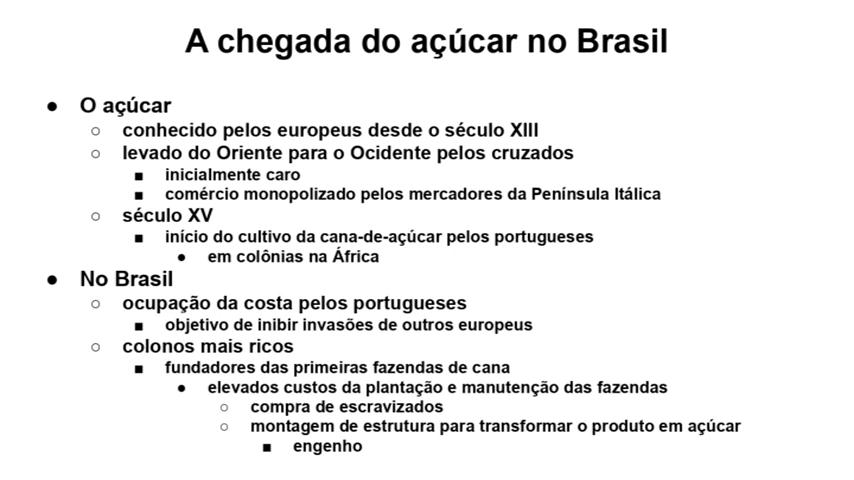 A chegada do açúcar no Brasil
● O açúcar
○ conhecido pelos europeus desde o século XIII
○ levado do Oriente para o Ocidente pelos cruzados
■ inicialmente caro
■ comércio monopolizado pelos mercadores da Península Itálica
○ século XV
■ início do cultivo da cana-de-açúcar pelos portugueses
● em colônias na África
● No Brasil
○ ocupação da costa pelos portugueses
■ objetivo de inibir invasões de outros europeus
○ colonos mais ricos
■ fundadores das primeiras fazendas de cana
● elevados custos da plantação e manutenção das fazendas
○ compra de escravizados
○ montagem de estrutura para transformar o produto em açúcar
■ engenho